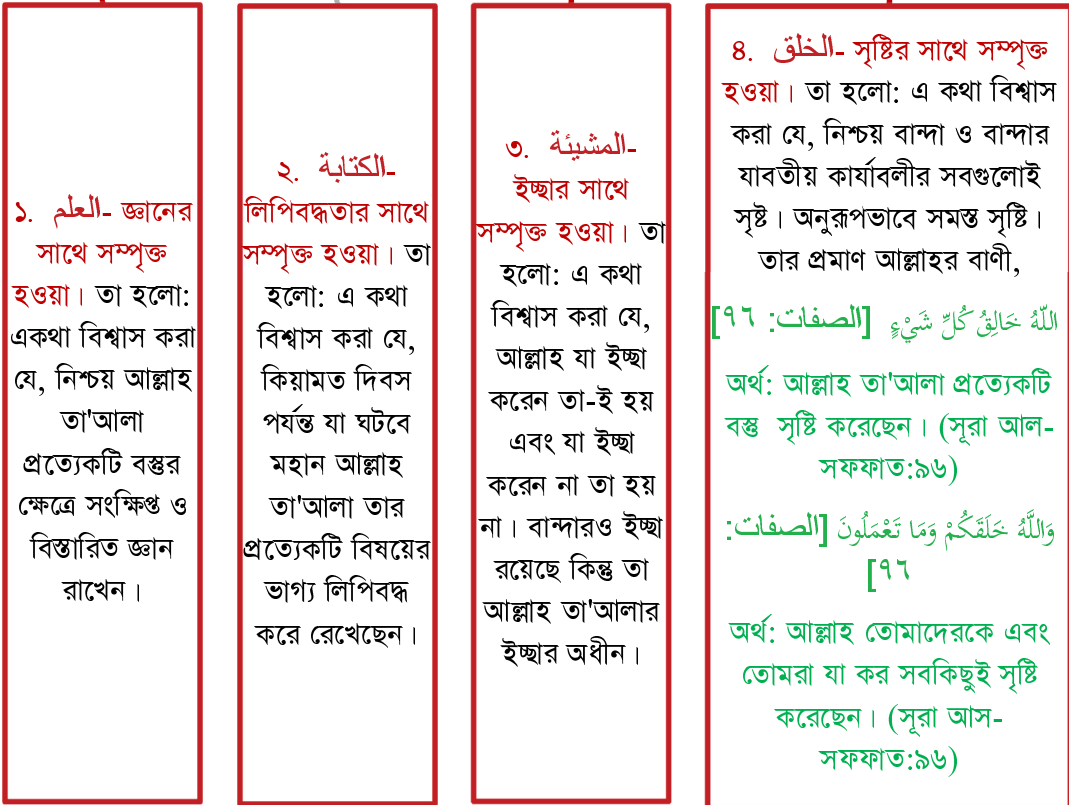 ১. العلم- জ্ঞানের
সাথে সম্পৃক্ত
হওয়া। তা হলো:
একথা বিশ্বাস করা
যে, নিশ্চয় আল্লাহ
তা'আলা
প্রত্যেকটি বস্তুর
ক্ষেত্রে সংক্ষিপ্ত ও
বিস্তারিত জ্ঞান
রাখেন।
২. الكتابة-
লিপিবদ্ধতার সাথে
সম্পৃক্ত হওয়া। তা
হলো: এ কথা
বিশ্বাস করা যে,
কিয়ামত দিবস
পর্যন্ত যা ঘটবে
মহান আল্লাহ
তা'আলা তার
প্রত্যেকটি বিষয়ের
ভাগ্য লিপিবদ্ধ
করে রেখেছেন।
৩. المشيئة-
ইচ্ছার সাথে
সম্পৃক্ত হওয়া। তা
হলো: এ কথা
বিশ্বাস করা যে,
আল্লাহ যা ইচ্ছা
করেন তা-ই হয়
এবং যা ইচ্ছা
করেন না তা হয়
না। বান্দারও ইচ্ছা
রয়েছে কিন্তু তা
আল্লাহ তা'আলার
ইচ্ছার অধীন।
৪. الخلق- সৃষ্টির সাথে সম্পৃক্ত
হওয়া। তা হলো: এ কথা বিশ্বাস
করা যে, নিশ্চয় বান্দা ও বান্দার
যাবতীয় কার্যাবলীর সবগুলোই
সৃষ্ট। অনুরূপভাবে সমস্ত সৃষ্টি।
তার প্রমাণ আল্লাহর বাণী,
اللّهُ خَالِقُ كُلِّ شَيْءٍ [الصفات: ٩٦]
অর্থ: আল্লাহ তা'আলা প্রত্যেকটি
বস্তু সৃষ্টি করেছেন। (সূরা আল-
সফফাত:৯৬)
وَاللَّهُ خَلَقَكُمْ وَمَا تَعْمَلُونَ [الصفات:
٩٦]
অর্থ: আল্লাহ তোমাদেরকে এবং
তোমরা যা কর সবকিছুই সৃষ্টি
করেছেন। (সূরা আস-
সফফাত:৯৬)